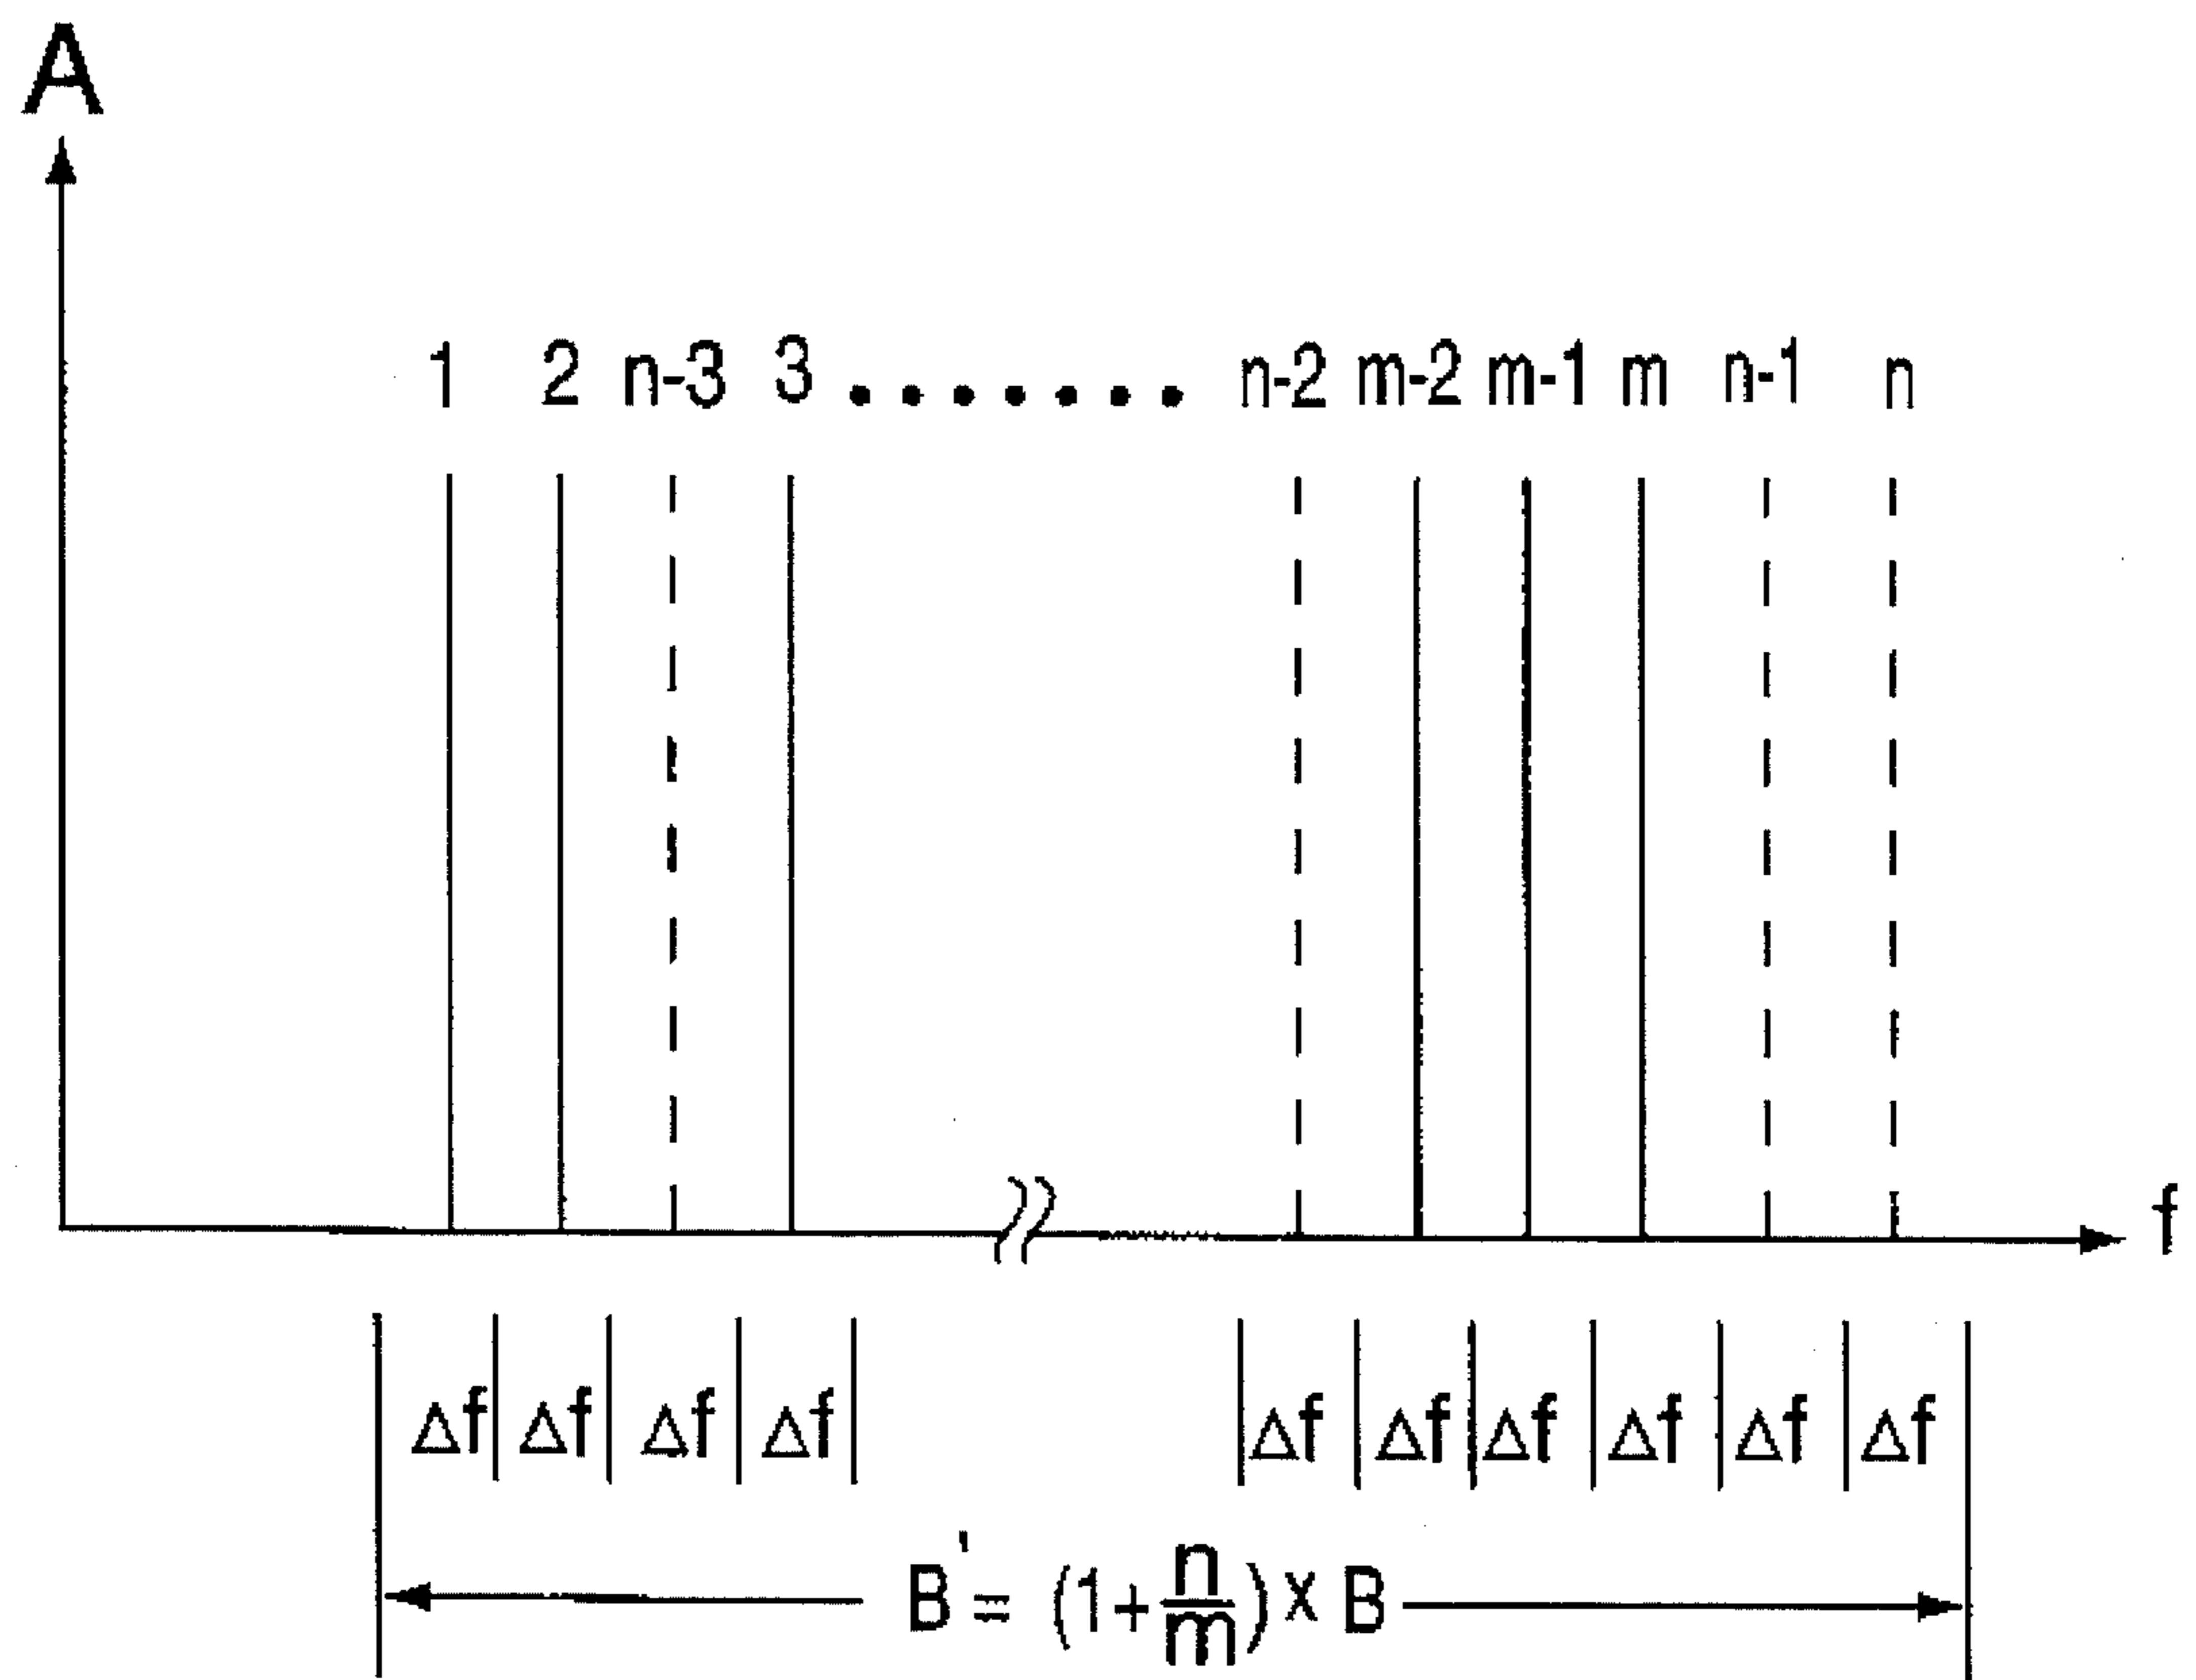 A
1 2 n-3 3 ....... n-2 m-2 m-1 m n-1 n
f
Δf Δf Δf Δf Δf Δf Δf Δf Δf Δf
B' = (1+n/m)x B